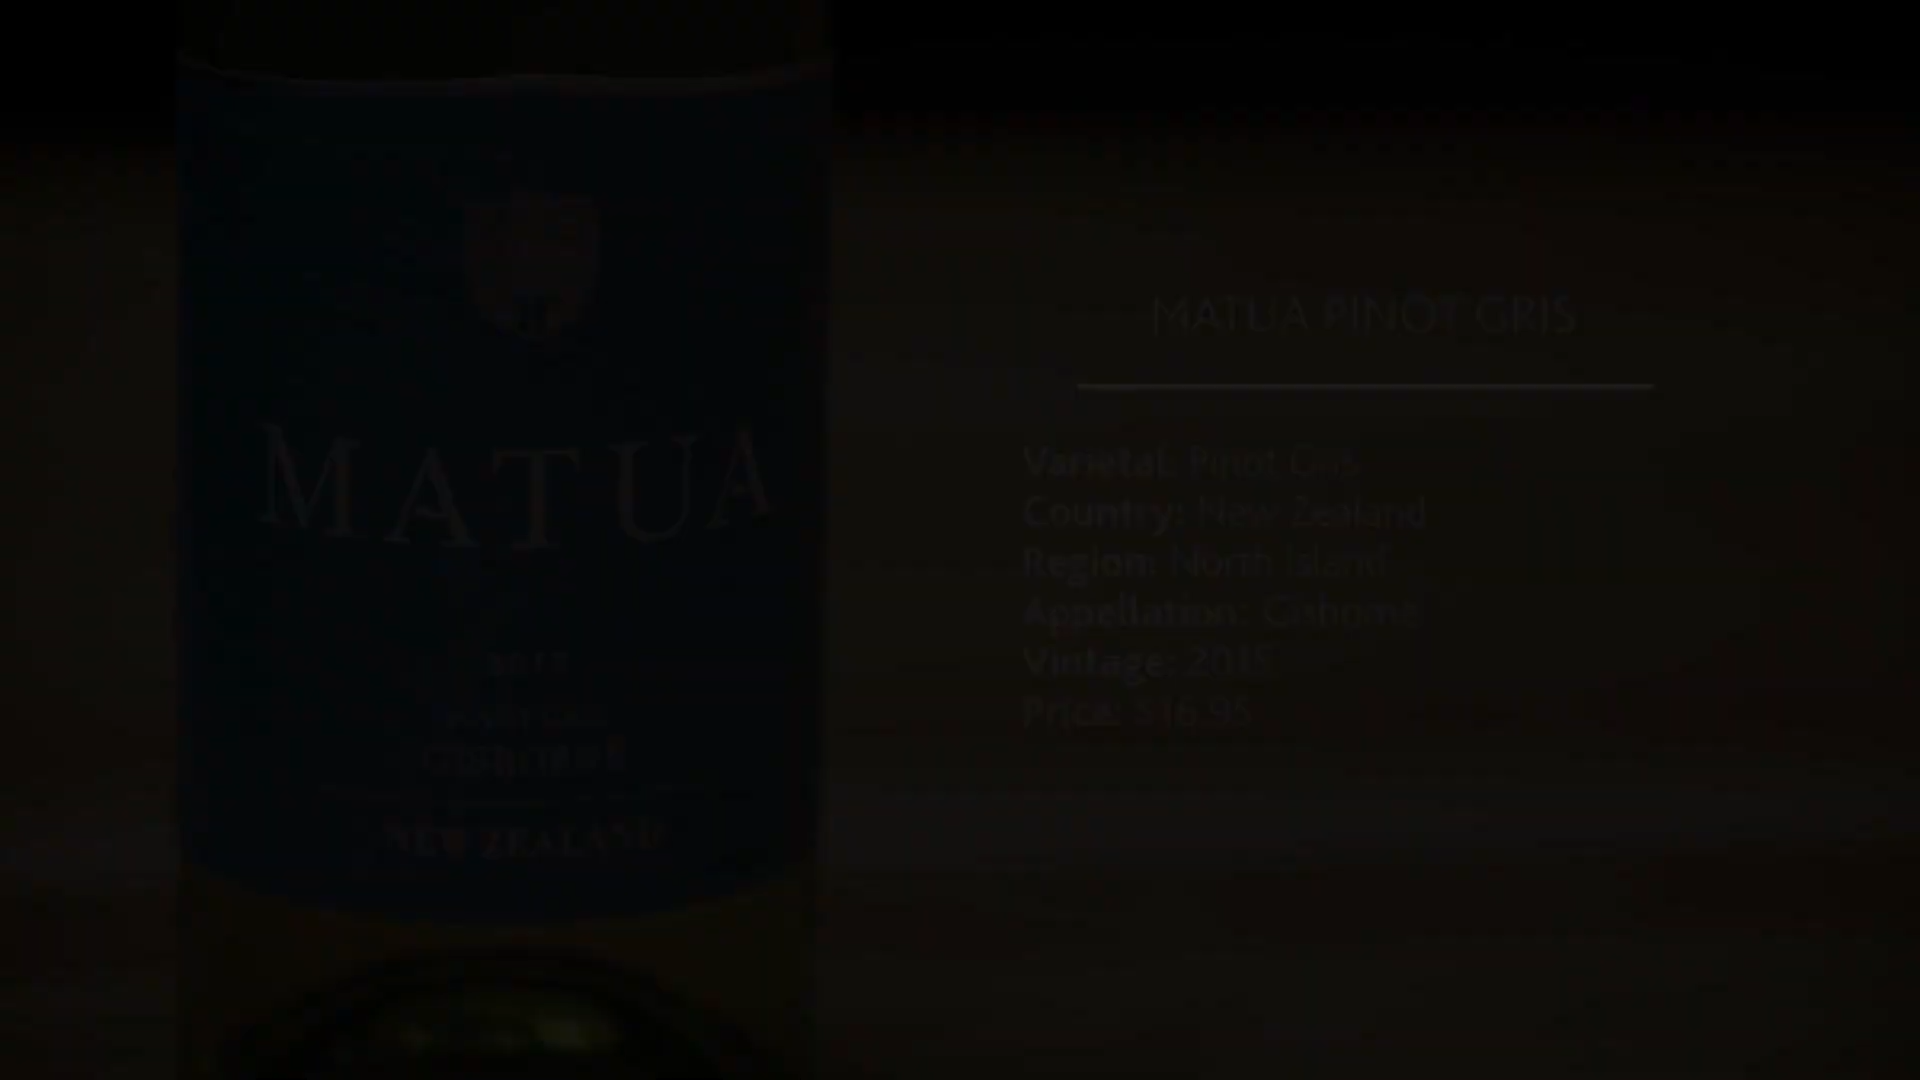 MATUA
NEW ZEALAND
MATUA PINOT GRIS
Varietal: Pinot Gris
Country: New Zealand
Region: North Island
Appellation: Gisborne
Vintage:
Price: $16.95